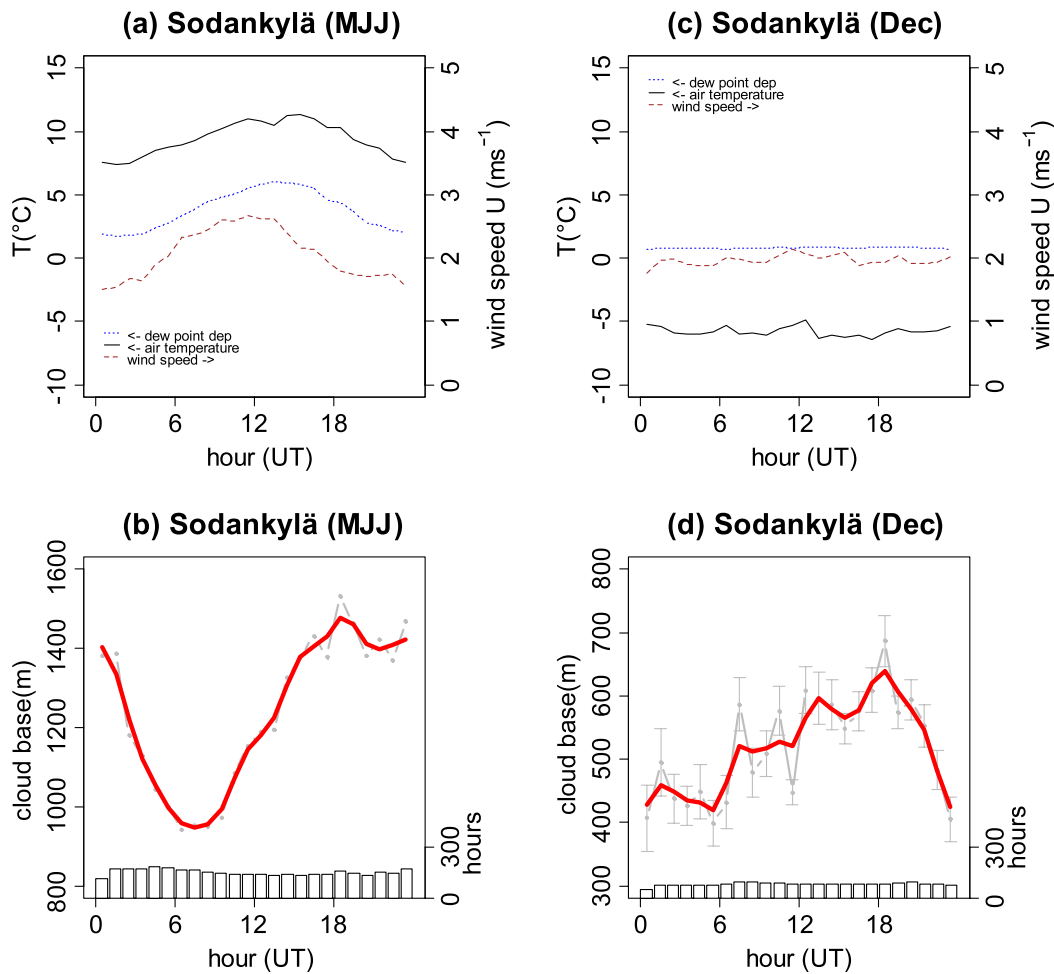 (a) Sodankylä (MJJ)
T(°C)
15
10
5
0
-5
-10
5
4
3
2
1
0
wind speed U (ms⁻¹)
<- dew point dep
<- air temperature
wind speed ->
0 6 12 18
hour (UT)
(c) Sodankylä (Dec)
T(°C)
15
10
5
0
-5
-10
5
4
3
2
1
0
wind speed U (ms⁻¹)
<- dew point dep
<- air temperature
wind speed ->
0 6 12 18
hour (UT)
(b) Sodankylä (MJJ)
cloud base(m)
1600
1400
1200
1000
800
300
0
hours
0 6 12 18
hour (UT)
(d) Sodankylä (Dec)
cloud base(m)
800
700
600
500
400
300
300
0
hours
0 6 12 18
hour (UT)